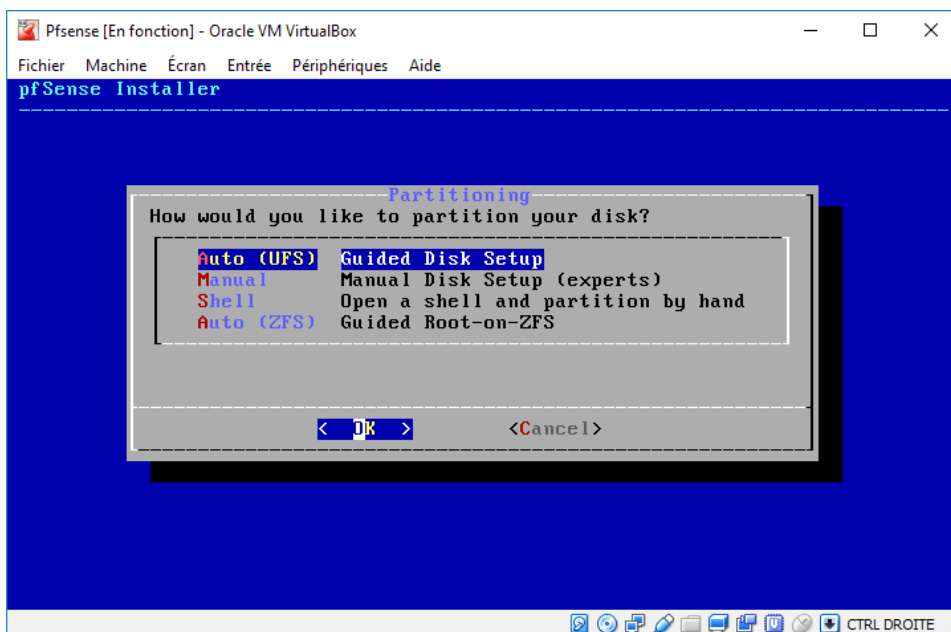 Pfsense [En fonction] - Oracle VM VirtualBox
Fichier Machine Écran Entrée Périphériques Aide
pfSense Installer
Partitioning
How would you like to partition your disk?
Auto (UFS) Guided Disk Setup
Manual Manual Disk Setup (experts)
Shell Open a shell and partition by hand
Auto (ZFS) Guided Root-on-ZFS
< OK > <Cancel>
CTRL DROITE